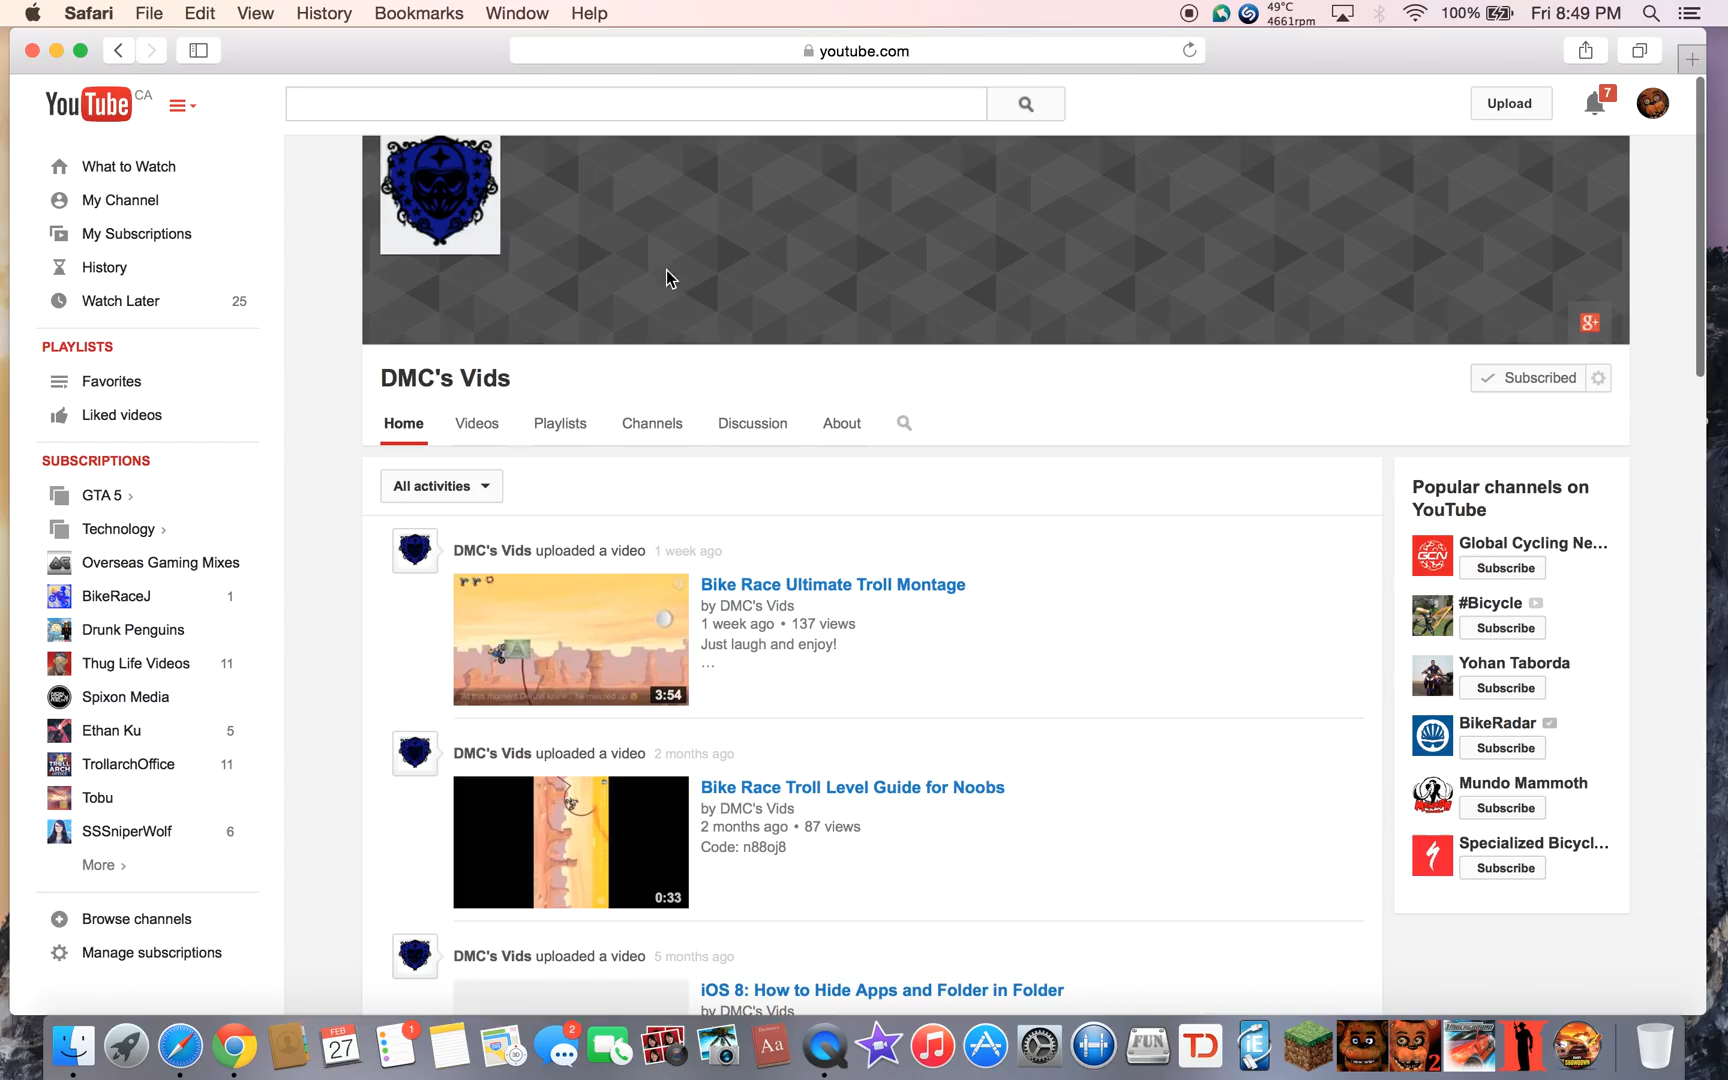 Safari File Edit View History Bookmarks Window Help
49°C
4661rpm
100%
Fri 8:49 PM
youtube.com
YouTube CA
Upload
7
What to Watch
My Channel
My Subscriptions
History
Watch Later 25
PLAYLISTS
Favorites
Liked videos
SUBSCRIPTIONS
GTA 5 ›
Technology ›
Overseas Gaming Mixes
BikeRaceJ 1
Drunk Penguins
Thug Life Videos 11
Spixon Media
Ethan Ku 5
TrollarchOffice 11
Tobu
SSSniperWolf 6
More ›
Browse channels
Manage subscriptions
g+
DMC's Vids
Subscribed
Home Videos Playlists Channels Discussion About
All activities
DMC's Vids uploaded a video 1 week ago
3:54
Bike Race Ultimate Troll Montage
by DMC's Vids
1 week ago • 137 views
Just laugh and enjoy!
...
DMC's Vids uploaded a video 2 months ago
0:33
Bike Race Troll Level Guide for Noobs
by DMC's Vids
2 months ago • 87 views
Code: n88oj8
DMC's Vids uploaded a video 5 months ago
iOS 8: How to Hide Apps and Folder in Folder
by DMC's Vids
Popular channels on
YouTube
GCN
Global Cycling Ne...
Subscribe
#Bicycle
Subscribe
Yohan Taborda
Subscribe
BikeRadar
Subscribe
Mundo Mammoth
Subscribe
Specialized Bicycl...
Subscribe
FEB
27
1
3D
2
Aa
FUN
TD
iE
2